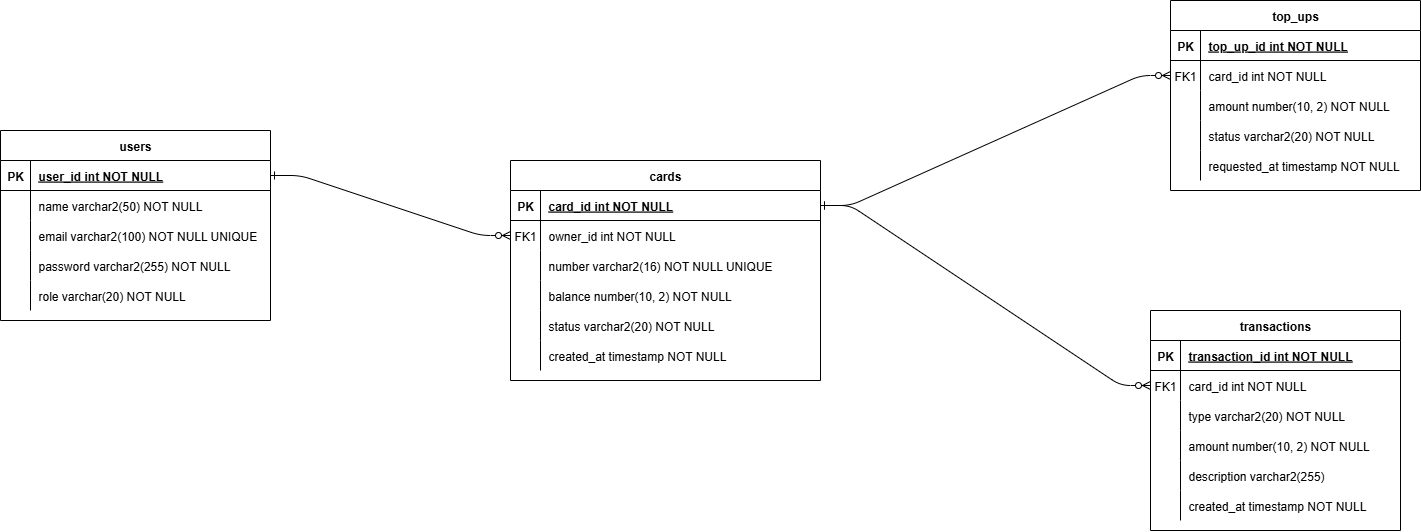 users
PK user_id int NOT NULL
name varchar2(50) NOT NULL
email varchar2(100) NOT NULL UNIQUE
password varchar2(255) NOT NULL
role varchar(20) NOT NULL
cards
PK card_id int NOT NULL
FK1 owner_id int NOT NULL
number varchar2(16) NOT NULL UNIQUE
balance number(10, 2) NOT NULL
status varchar2(20) NOT NULL
created_at timestamp NOT NULL
top_ups
PK top_up_id int NOT NULL
FK1 card_id int NOT NULL
amount number(10, 2) NOT NULL
status varchar2(20) NOT NULL
requested_at timestamp NOT NULL
transactions
PK transaction_id int NOT NULL
FK1 card_id int NOT NULL
type varchar2(20) NOT NULL
amount number(10, 2) NOT NULL
description varchar2(255)
created_at timestamp NOT NULL